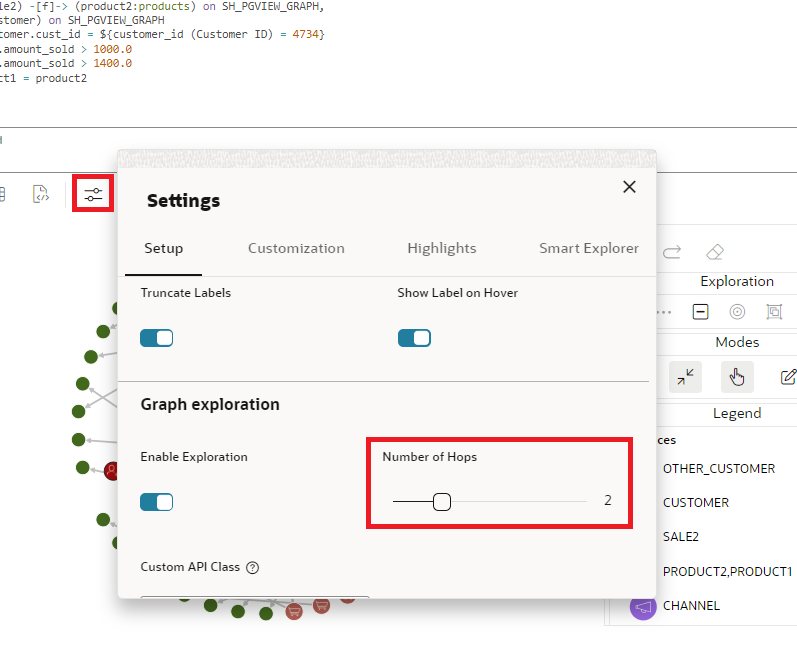 le2) -[f]-> (product2:products) on SH_PGVIEW_GRAPH,
stomer) on SH_PGVIEW_GRAPH
tomer.cust_id = ${customer_id (Customer ID) = 4734}
.amount_sold > 1000.0
.amount_sold > 1400.0
ct1 = product2
Settings
Setup Customization Highlights Smart Explorer
Truncate Labels Show Label on Hover
Graph exploration
Enable Exploration Number of Hops
2
Custom API Class
Exploration
Modes
Legend
ces
OTHER_CUSTOMER
CUSTOMER
SALE2
PRODUCT2,PRODUCT1
CHANNEL